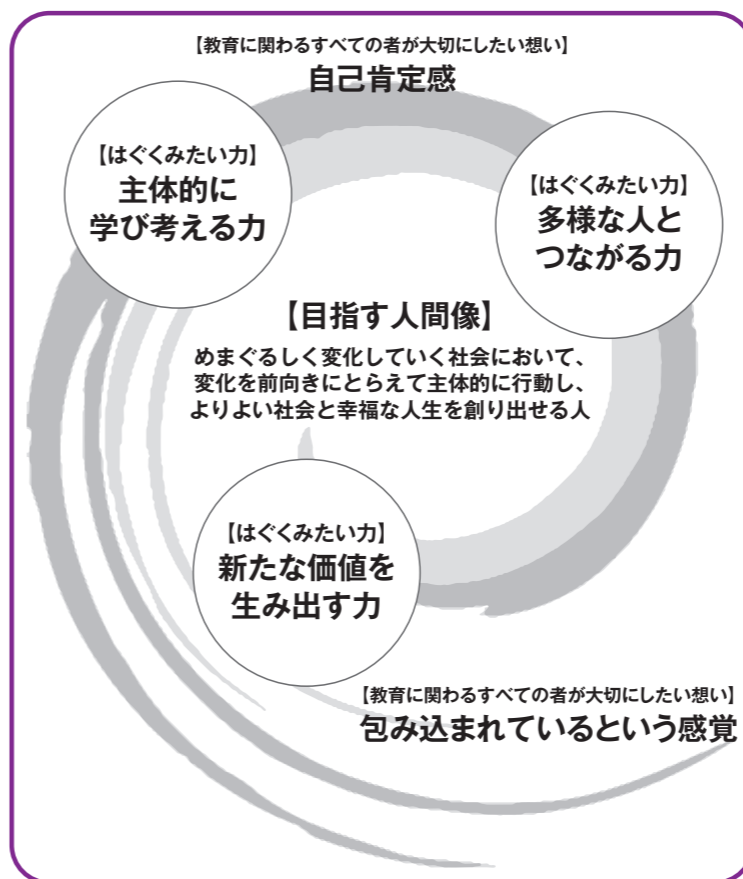 【教育に関わるすべての者が大切にしたい想い】
自己肯定感
【はぐくみたい力】
主体的に
学び考える力
【はぐくみたい力】
多様な人と
つながる力
【目指す人間像】
めまぐるしく変化していく社会において、
変化を前向きにとらえて主体的に行動し、
よりよい社会と幸福な人生を創り出せる人
【はぐくみたい力】
新たな価値を
生み出す力
【教育に関わるすべての者が大切にしたい想い】
包み込まれているという感覚